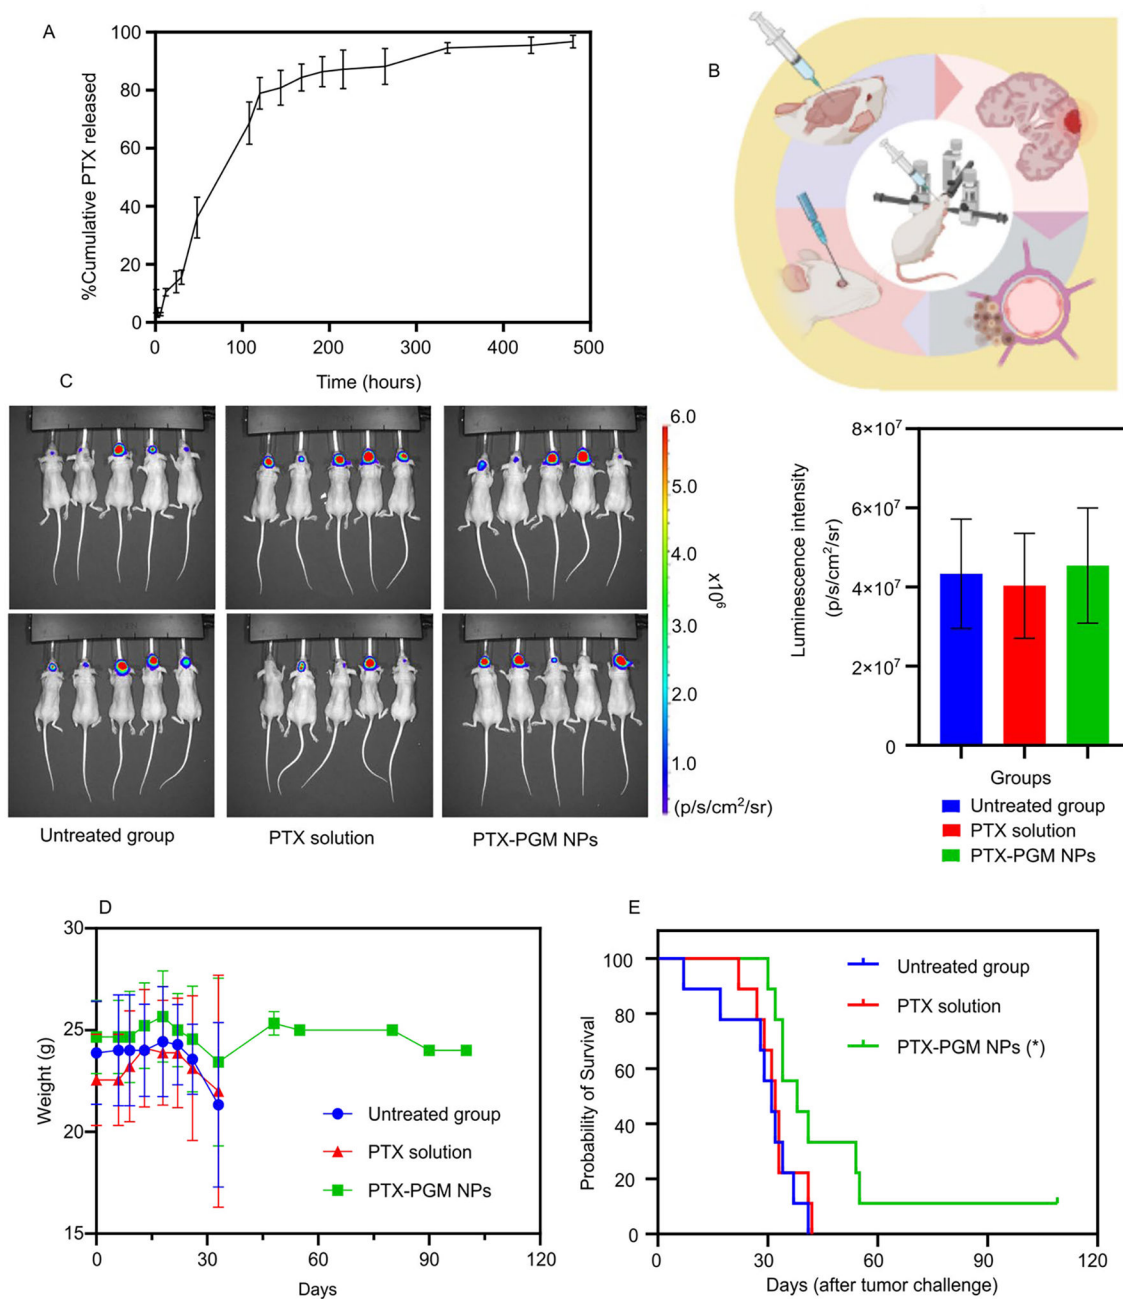 A
100
80
60
40
20
0
%Cumulative PTX released
0 100 200 300 400 500
Time (hours)
B
C
6.0
5.0
4.0
3.0
2.0
1.0
x10⁶
(p/s/cm²/sr)
Untreated group
PTX solution
PTX-PGM NPs
8×10⁷
6×10⁷
4×10⁷
2×10⁷
0
Luminescence intensity
(p/s/cm²/sr)
Groups
Untreated group
PTX solution
PTX-PGM NPs
D
30
25
20
15
Weight (g)
0 30 60 90 120
Days
Untreated group
PTX solution
PTX-PGM NPs
E
100
80
60
40
20
0
Probability of Survival
0 30 60 90 120
Days (after tumor challenge)
Untreated group
PTX solution
PTX-PGM NPs (*)